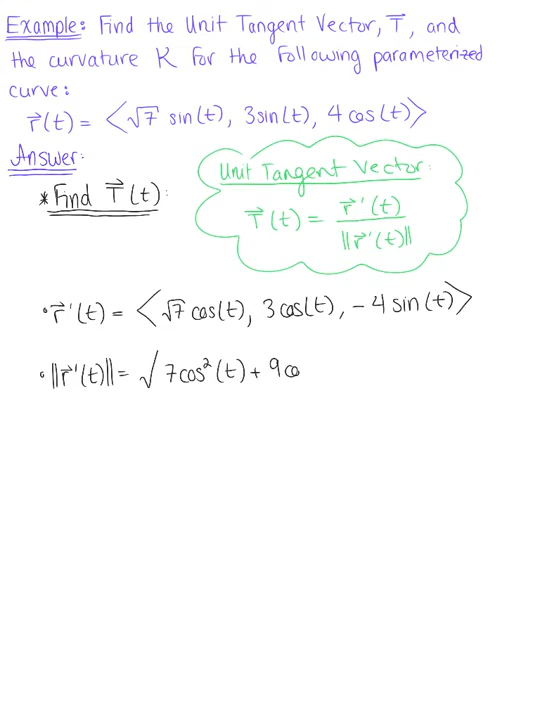 Example: Find the Unit Tangent Vector, T⃗, and
the curvature K for the following parameterized
curve:
r⃗(t) = ⟨√7 sin(t), 3sin(t), 4 cos(t)⟩
Answer:
Unit Tangent Vector:
T⃗(t) = r⃗'(t) / ||r⃗'(t)||
*Find T⃗(t):
• r⃗'(t) = ⟨√7 cos(t), 3 cos(t), -4 sin(t)⟩
• ||r⃗'(t)|| = √ 7cos²(t) + 9co